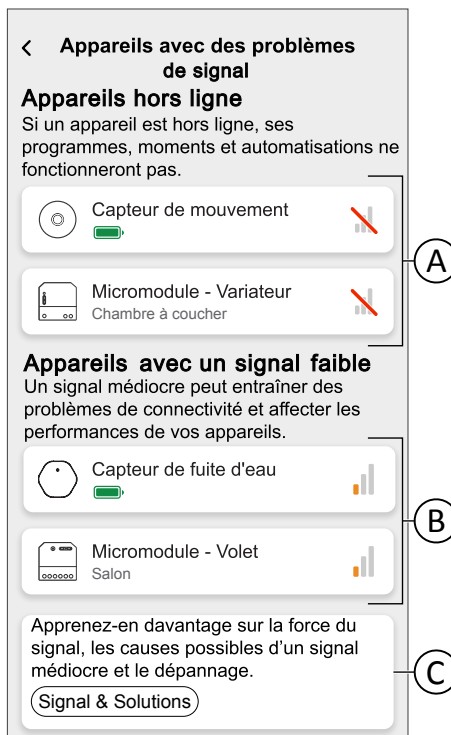 Appareils avec des problèmes
de signal
Appareils hors ligne
Si un appareil est hors ligne, ses
programmes, moments et automatisations ne
fonctionneront pas.
Capteur de mouvement
Micromodule - Variateur
Chambre à coucher
A
Appareils avec un signal faible
Un signal médiocre peut entraîner des
problèmes de connectivité et affecter les
performances de vos appareils.
Capteur de fuite d'eau
Micromodule - Volet
Salon
B
Apprenez-en davantage sur la force du
signal, les causes possibles d’un signal
médiocre et le dépannage.
Signal & Solutions
C